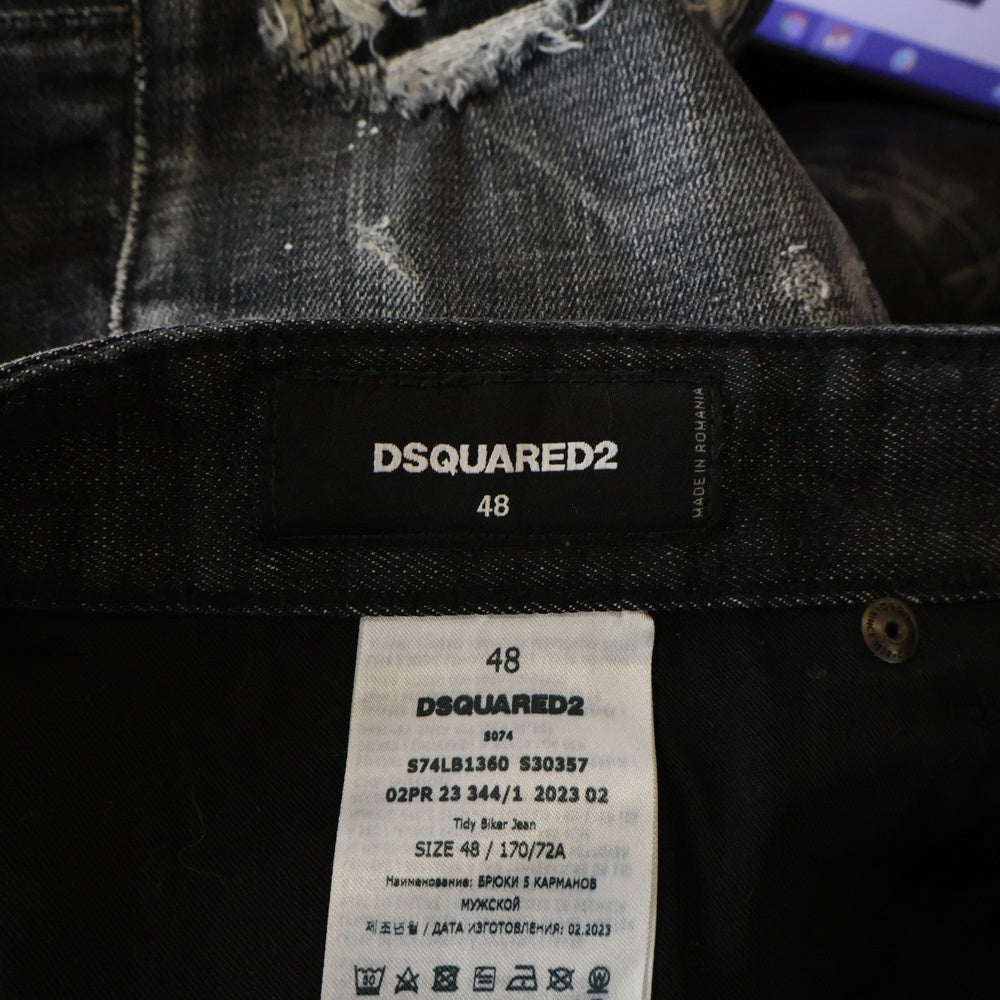 DSQUARED2
48
MADE IN ROMANIA
48
DSQUARED2
S074
S74LB1360 S30357
02PR 23 344/1 2023 02
Tidy Biker Jean
SIZE 48 / 170/72A
Наименование: БРЮКИ 5 КАРМАНОВ
МУЖСКОЙ
제조년월 / ДАТА ИЗГОТОВЛЕНИЯ: 02.2023
30